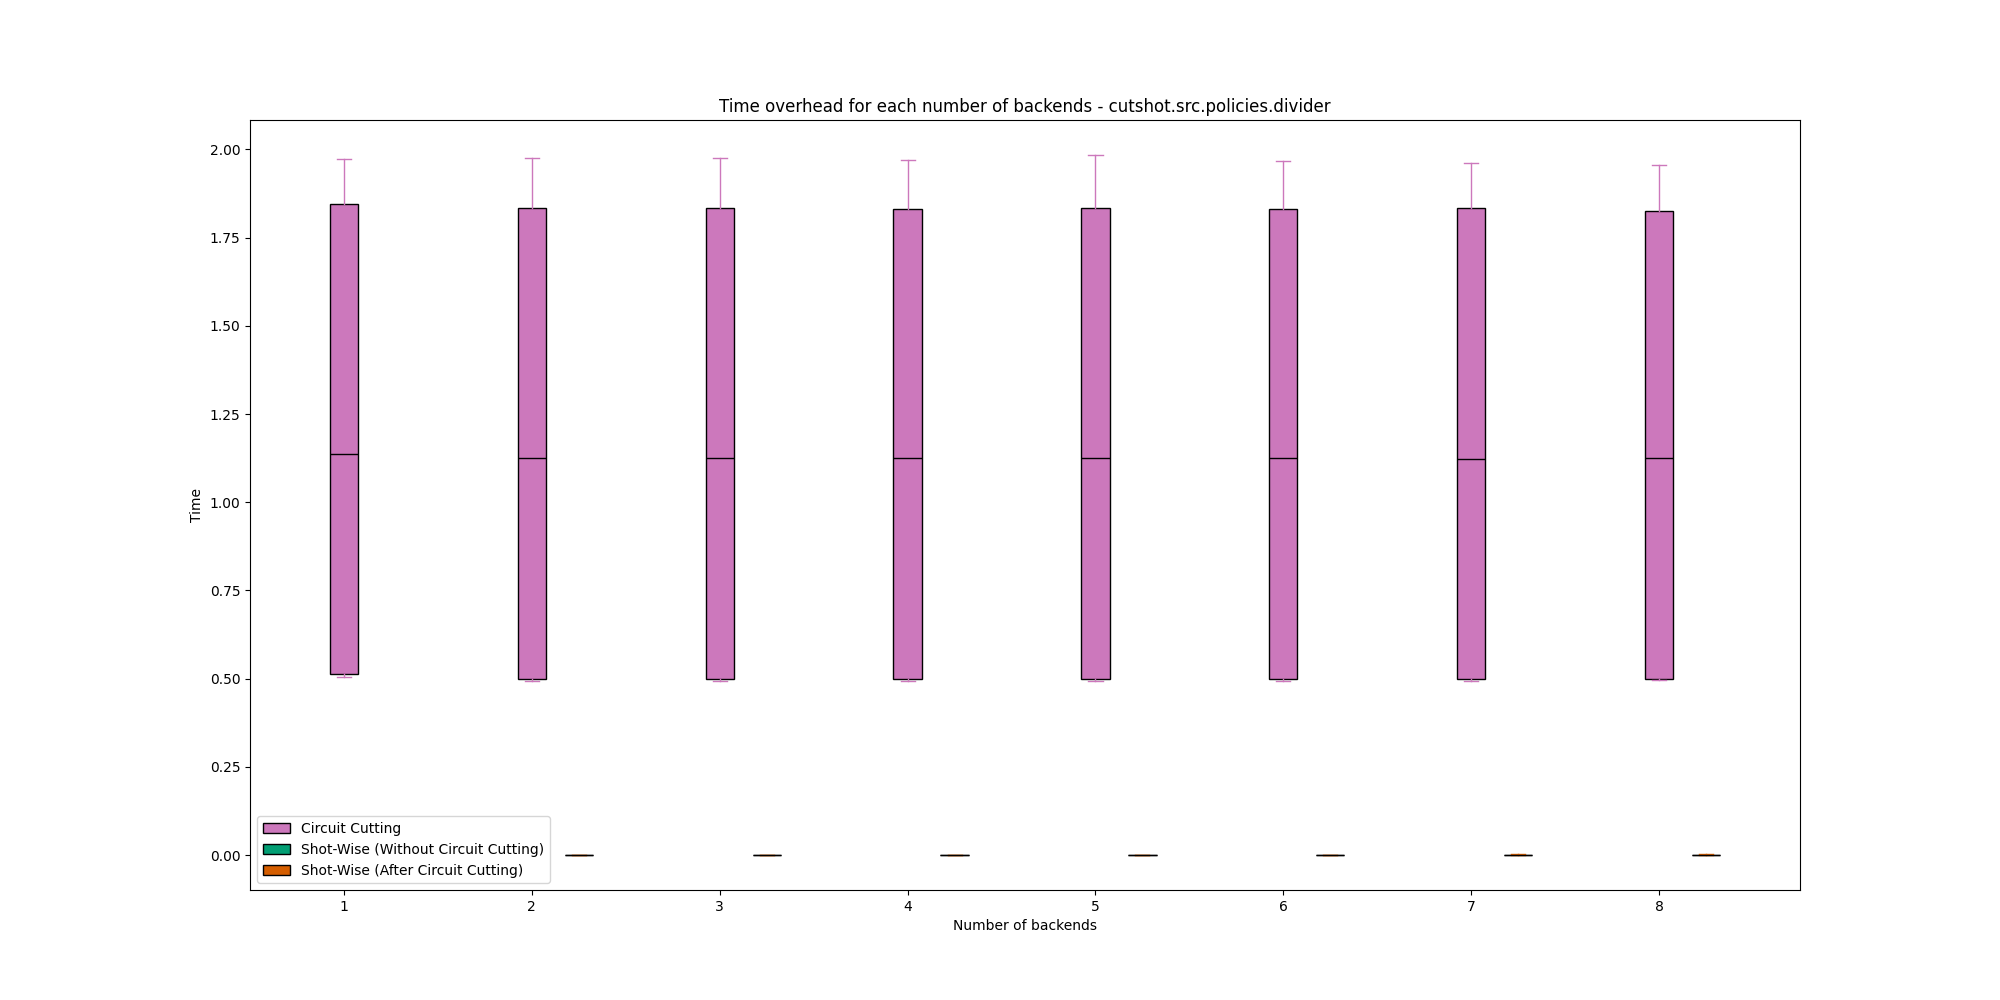 Time overhead for each number of backends - cutshot.src.policies.divider
2.00
1.75
1.50
1.25
1.00
0.75
0.50
0.25
0.00
Time
Circuit Cutting
Shot-Wise (Without Circuit Cutting)
Shot-Wise (After Circuit Cutting)
1 2 3 4 5 6 7 8
Number of backends